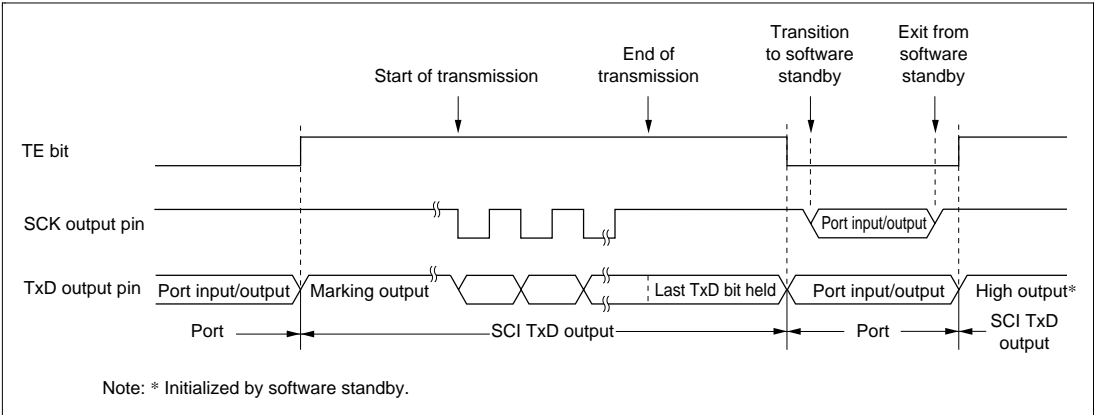 Transition
to software
standby
Exit from
software
standby
End of
transmission
Start of transmission
TE bit
SCK output pin
Port input/output
TxD output pin
Port input/output
Marking output
Last TxD bit held
Port input/output
High output*
Port
SCI TxD output
Port
SCI TxD
output
Note: * Initialized by software standby.